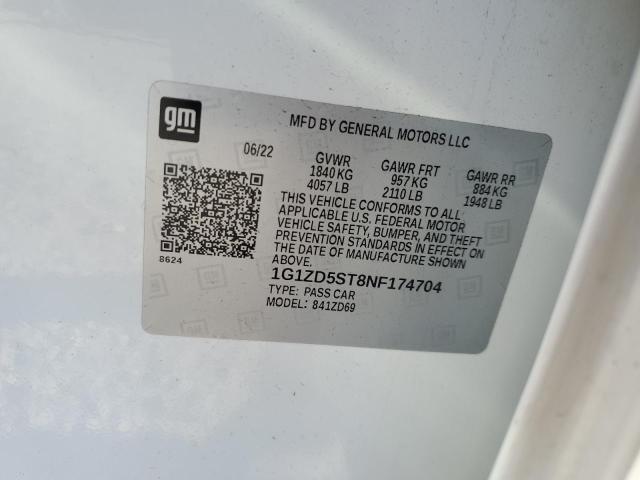 gm
MFD BY GENERAL MOTORS LLC
06/22
GVWR
1840 KG
4057 LB
GAWR FRT
957 KG
2110 LB
GAWR RR
884 KG
1948 LB
THIS VEHICLE CONFORMS TO ALL
APPLICABLE U.S. FEDERAL MOTOR
VEHICLE SAFETY, BUMPER, AND THEFT
PREVENTION STANDARDS IN EFFECT ON
THE DATE OF MANUFACTURE SHOWN
ABOVE.
8624
1G1ZD5ST8NF174704
TYPE: PASS CAR
MODEL: 841ZD69